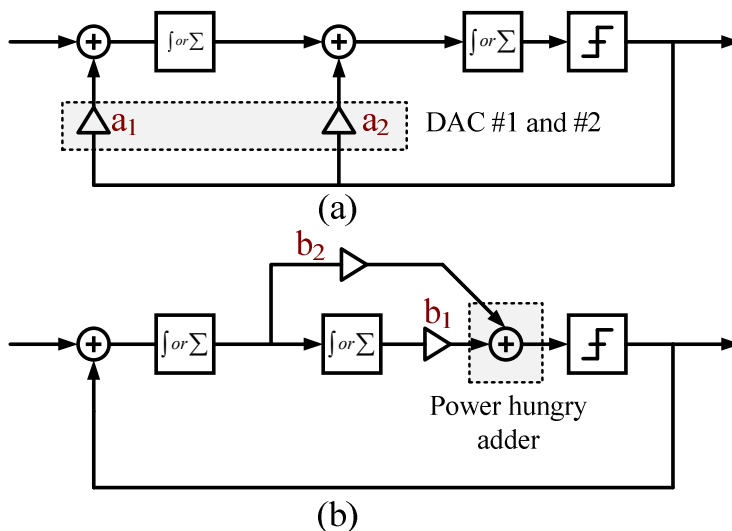 + ∫or∑ + ∫or∑
a₁ a₂ DAC #1 and #2
(a)
b₂
b₁
+ ∫or∑ ∫or∑ +
Power hungry
adder
(b)